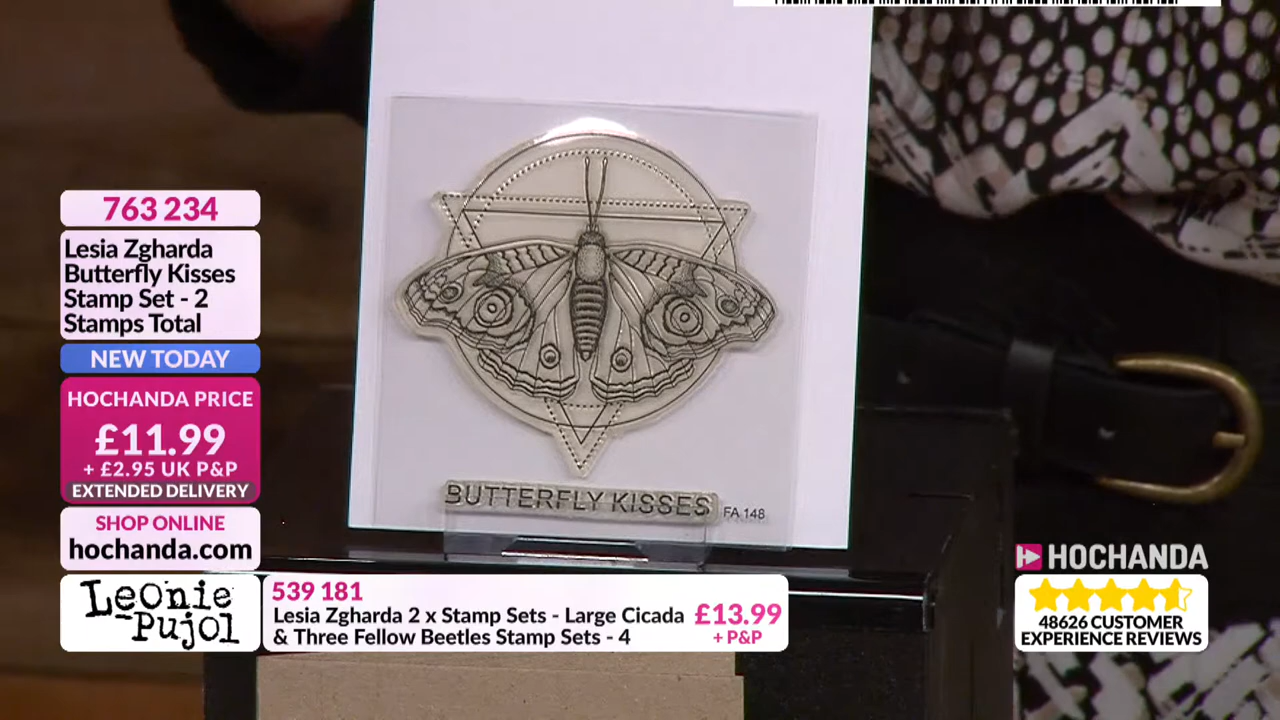 763 234
Lesia Zgharda
Butterfly Kisses
Stamp Set - 2
Stamps Total
NEW TODAY
HOCHANDA PRICE
£11.99
+ £2.95 UK P&P
EXTENDED DELIVERY
SHOP ONLINE
hochanda.com
BUTTERFLY KISSES
FA 148
Leonie
Pujol
539 181
Lesia Zgharda 2 x Stamp Sets - Large Cicada
& Three Fellow Beetles Stamp Sets - 4
£13.99
+ P&P
HOCHANDA
48626 CUSTOMER
EXPERIENCE REVIEWS